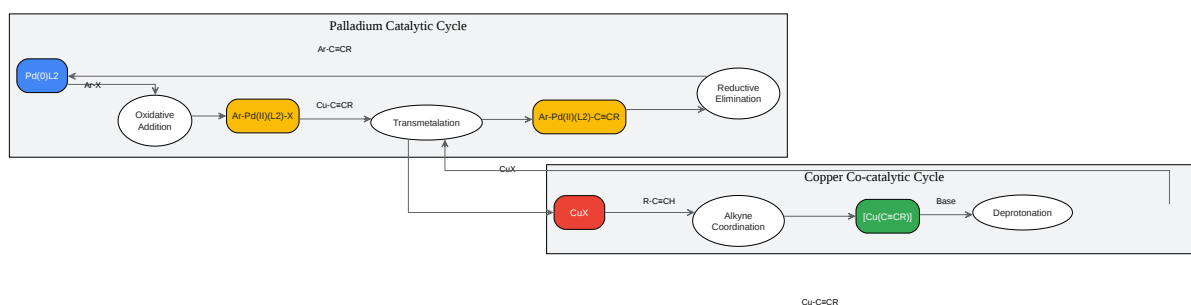 Palladium Catalytic Cycle
Ar-C≡CR
Pd(0)L2
Ar-X
Oxidative
Addition
Ar-Pd(II)(L2)-X
Cu-C≡CR
Transmetalation
Ar-Pd(II)(L2)-C≡CR
Reductive
Elimination
CuX
Copper Co-catalytic Cycle
CuX
R-C≡CH
Alkyne
Coordination
[Cu(C≡CR)]
Base
Deprotonation
Cu-C≡CR